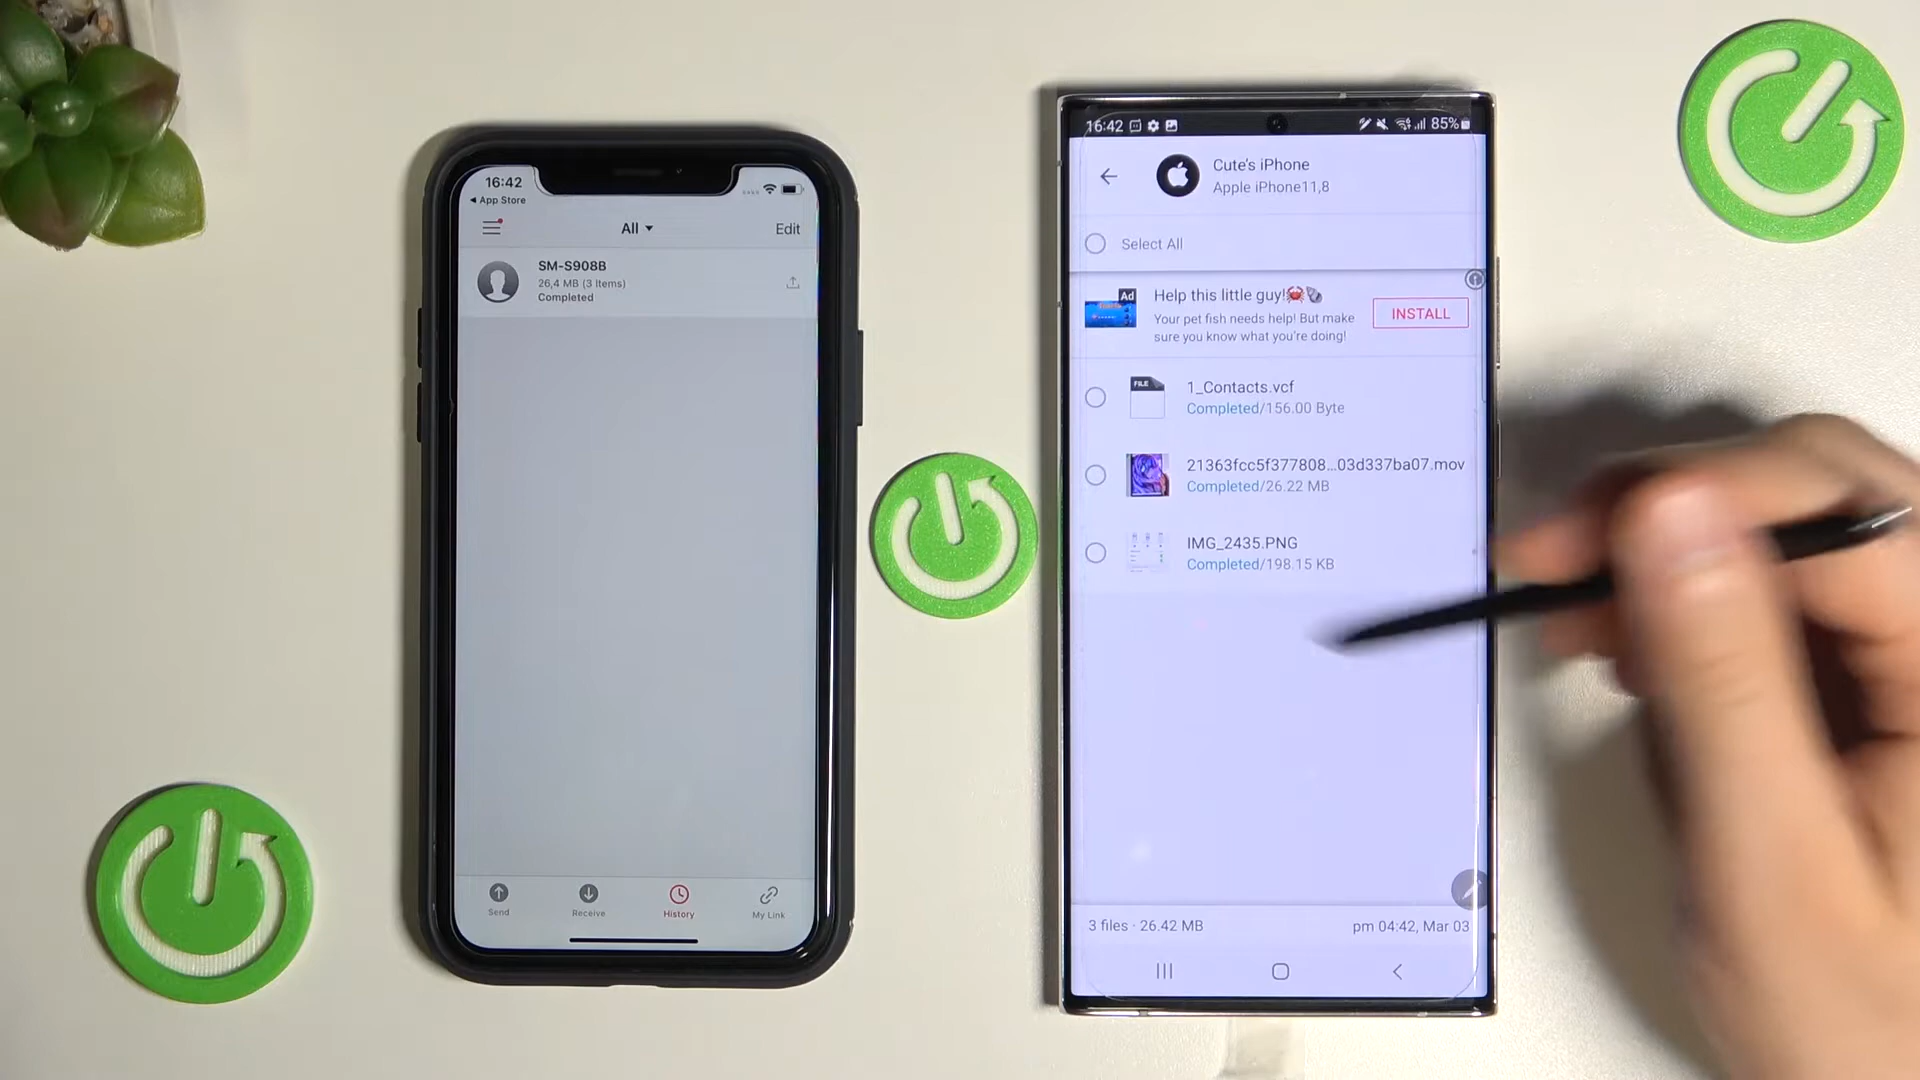 16:42
App Store
All
Edit
SM-S908B
26,4 MB (3 Items)
Completed
Send
Receive
History
My Link
16:42
85%
Cute's iPhone
Apple iPhone11,8
Select All
Ad
Help this little guy!🦀🐚
Your pet fish needs help! But make
sure you know what you're doing!
INSTALL
FILE
1_Contacts.vcf
Completed/156.00 Byte
21363fcc5f377808...03d337ba07.mov
Completed/26.22 MB
IMG_2435.PNG
Completed/198.15 KB
3 files · 26.42 MB
pm 04:42, Mar 03